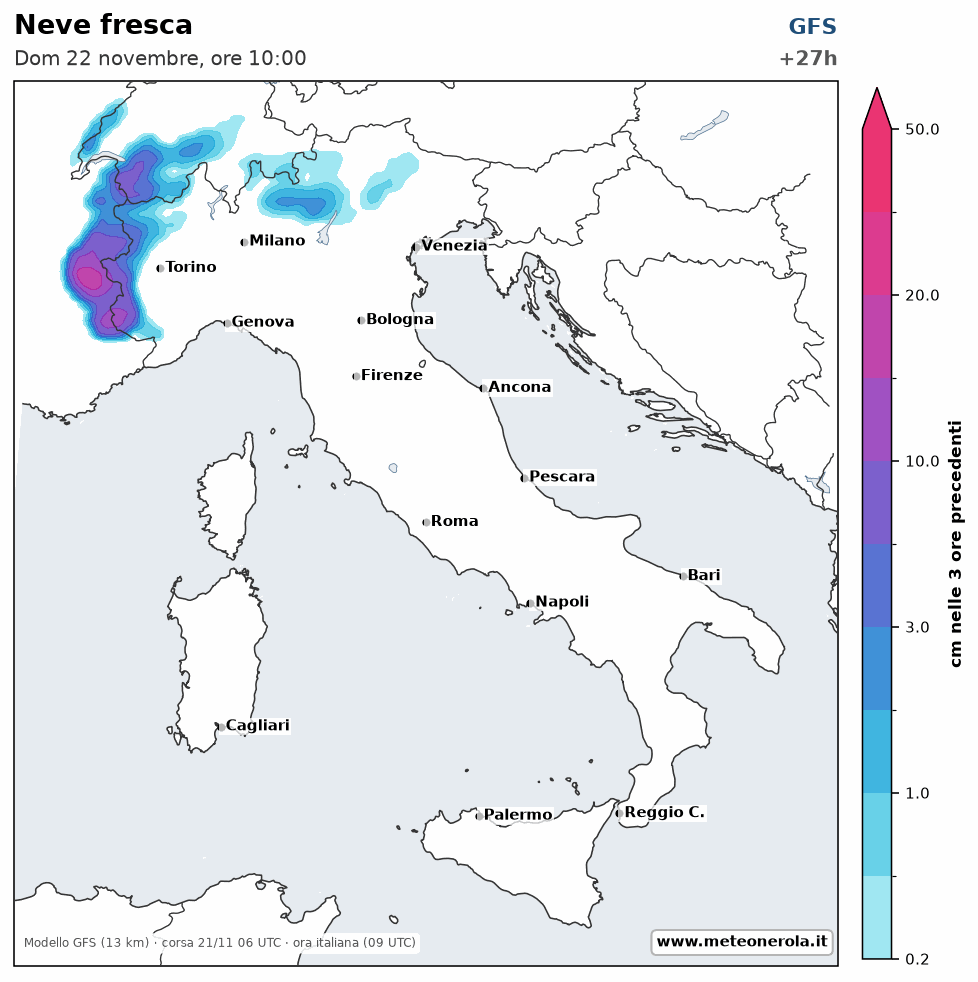 Neve fresca
GFS
Dom 22 novembre, ore 10:00
+27h
Milano
Venezia
Torino
Genova
Bologna
Firenze
Ancona
Pescara
Roma
Bari
Napoli
Cagliari
Palermo
Reggio C.
50.0
20.0
10.0
3.0
1.0
0.2
cm nelle 3 ore precedenti
Modello GFS (13 km) · corsa 21/11 06 UTC · ora italiana (09 UTC)
www.meteonerola.it